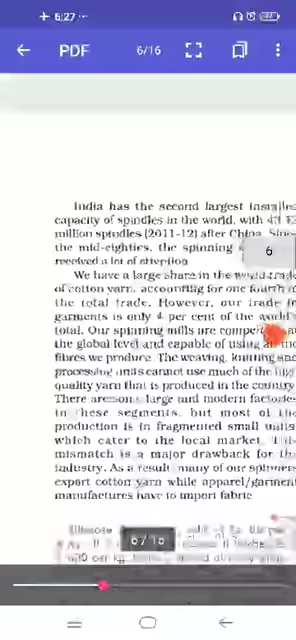 6:27
PDF 6/16
India has the second largest installed
capacity of spindles in the world, with
million spindles (2011-12) after China. Since
the mid-eighties, the spinning
6
received a lot of attention
We have a large share in the world trade
of cotton yarn, accounting for one fourth of
the total trade. However, our trade in
garments is only 4 per cent of the world's
total. Our spinning mills are competitive at
the global level and capable of using all the
fibres we produce. The weaving, knitting and
processing units cannot use much of the high
quality yarn that is produced in the country
There are some large and modern factories
in these segments, but most of the
production is in fragmented small units
which cater to the local market. This
mismatch is a major drawback for the
industry. As a result many of our spinners
export cotton yarn while apparel/garment
manufactures have to import fabric
6/16